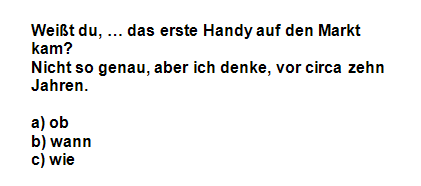 Weißt du, … das erste Handy auf den Markt
kam?
Nicht so genau, aber ich denke, vor circa zehn
Jahren.
a) ob
b) wann
c) wie